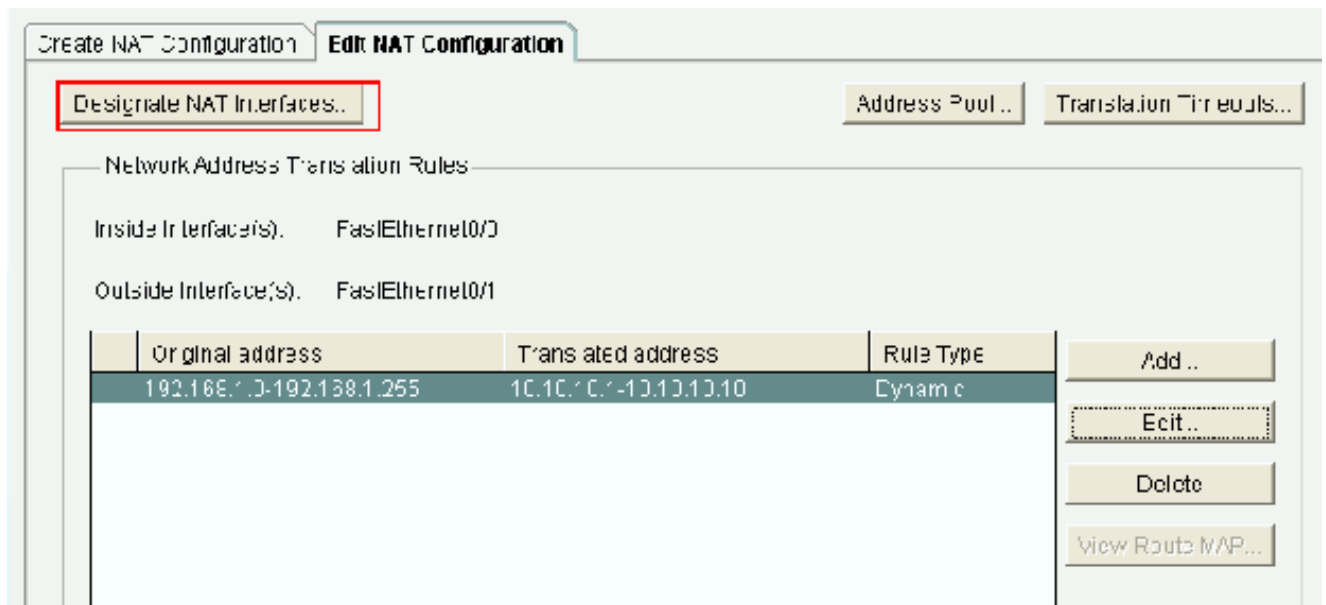 Create NAT Configuration Edit NAT Configuration
Designate NAT Interfaces... Address Pool... Translation Timeouts...
Network Address Translation Rules
Inside Interface(s): FastEthernet0/0
Outside Interface(s): FastEthernet0/1
Original address Translated address Rule Type
192.168.1.0-192.168.1.255 10.10.10.1-10.10.10.10 Dynamic
Add...
Edit...
Delete
View Route MAP...